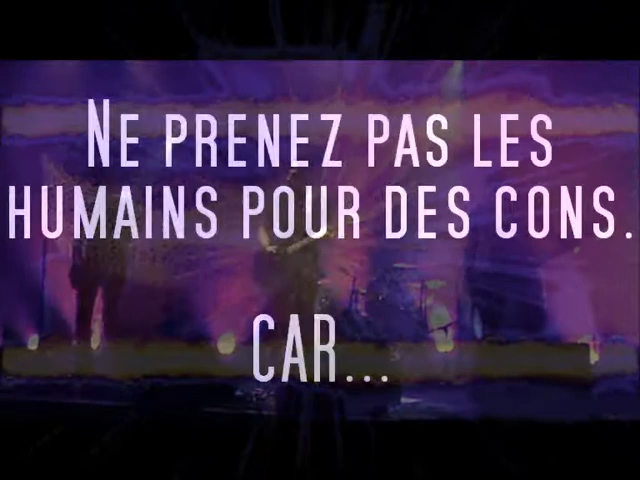 Ne prenez pas les
humains pour des cons.
car...